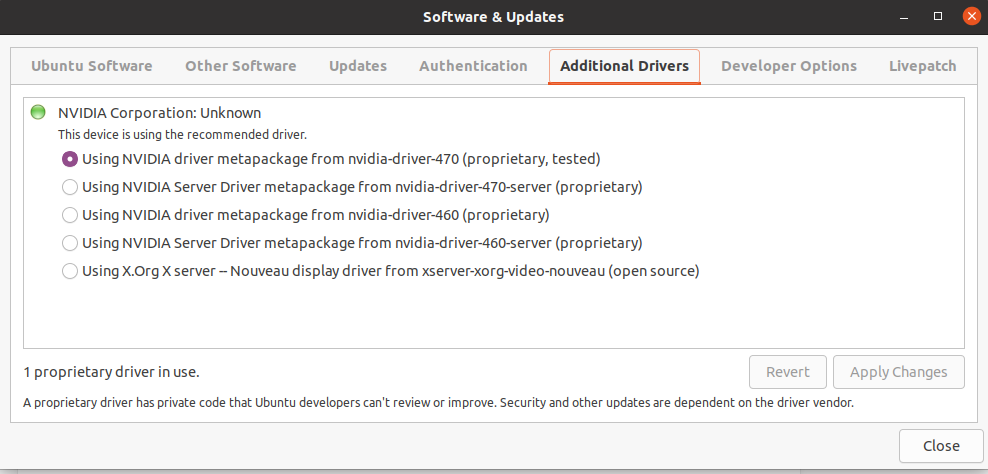 Software & Updates
Ubuntu Software Other Software Updates Authentication Additional Drivers Developer Options Livepatch
NVIDIA Corporation: Unknown
This device is using the recommended driver.
Using NVIDIA driver metapackage from nvidia-driver-470 (proprietary, tested)
Using NVIDIA Server Driver metapackage from nvidia-driver-470-server (proprietary)
Using NVIDIA driver metapackage from nvidia-driver-460 (proprietary)
Using NVIDIA Server Driver metapackage from nvidia-driver-460-server (proprietary)
Using X.Org X server -- Nouveau display driver from xserver-xorg-video-nouveau (open source)
1 proprietary driver in use.
Revert Apply Changes
A proprietary driver has private code that Ubuntu developers can't review or improve. Security and other updates are dependent on the driver vendor.
Close